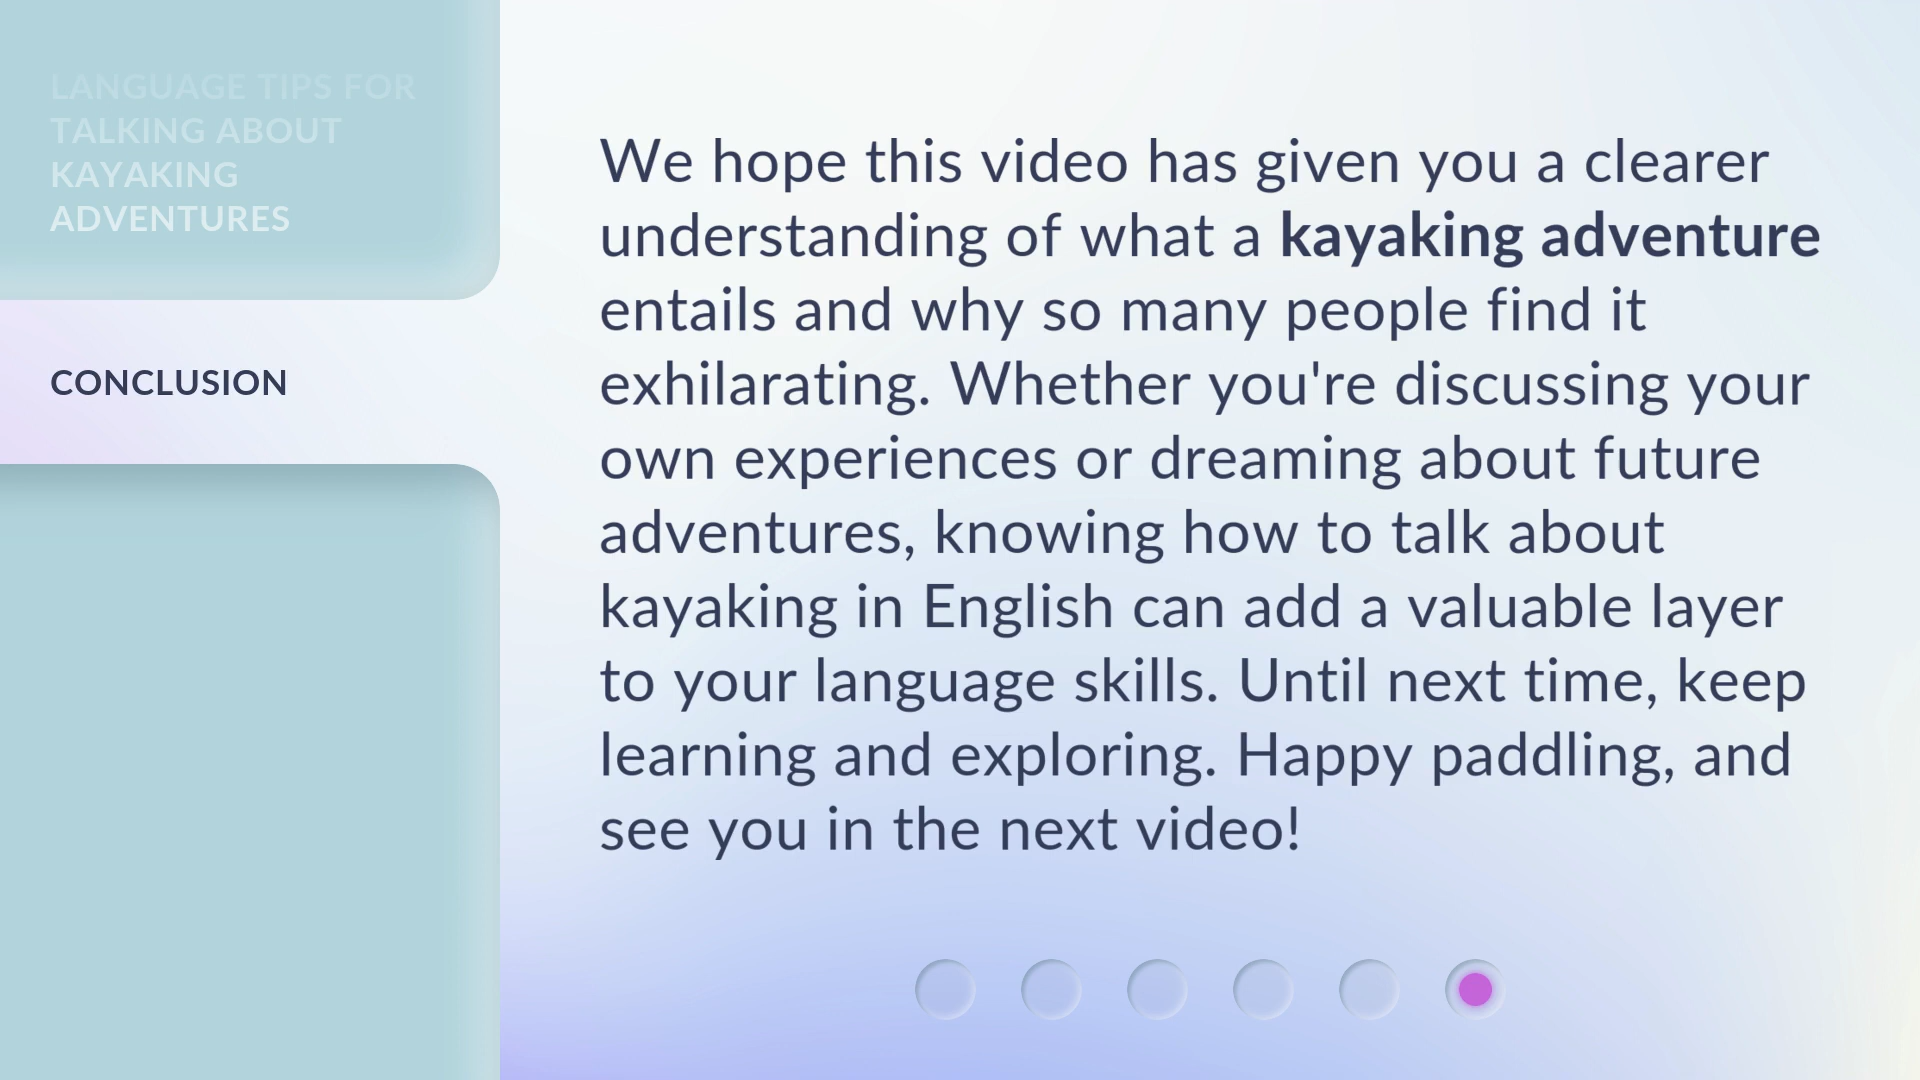 LANGUAGE TIPS FOR
TALKING ABOUT
KAYAKING
ADVENTURES
CONCLUSION
We hope this video has given you a clearer
understanding of what a kayaking adventure
entails and why so many people find it
exhilarating. Whether you're discussing your
own experiences or dreaming about future
adventures, knowing how to talk about
kayaking in English can add a valuable layer
to your language skills. Until next time, keep
learning and exploring. Happy paddling, and
see you in the next video!